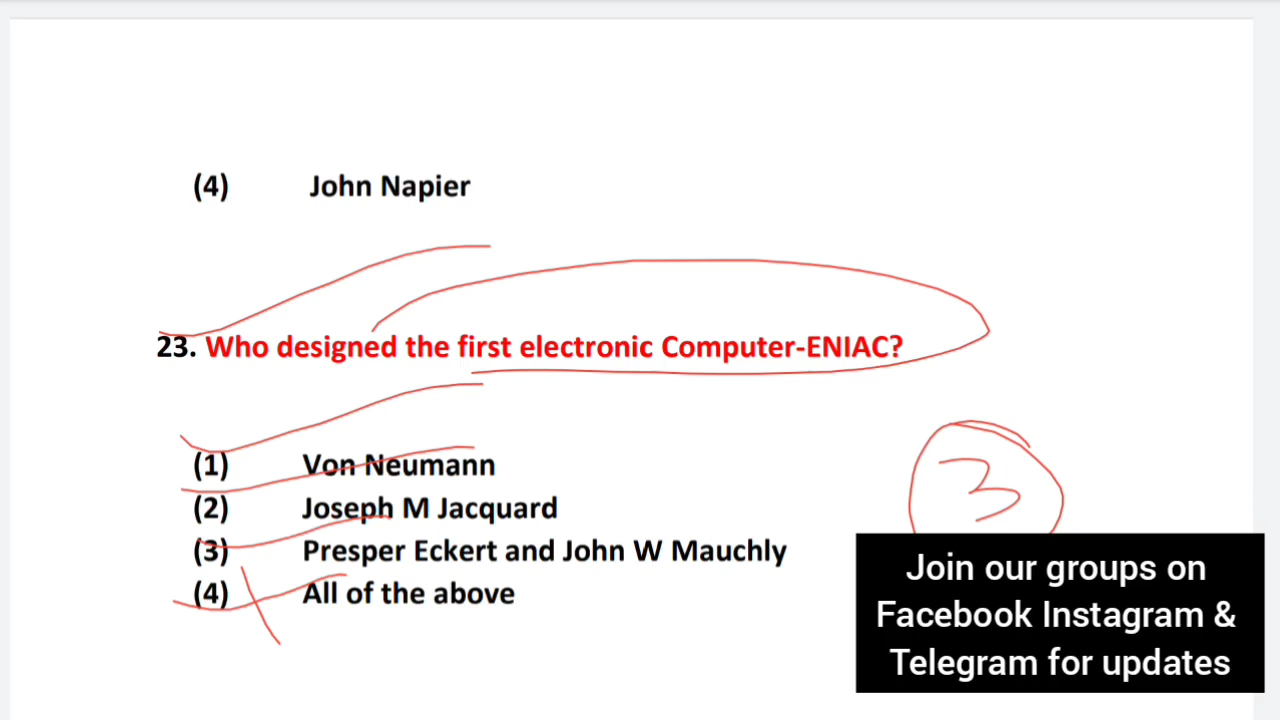 (4) John Napier
23. Who designed the first electronic Computer-ENIAC?
(1) Von Neumann
(2) Joseph M Jacquard
(3) Presper Eckert and John W Mauchly
(4) All of the above
3
Join our groups on
Facebook Instagram &
Telegram for updates